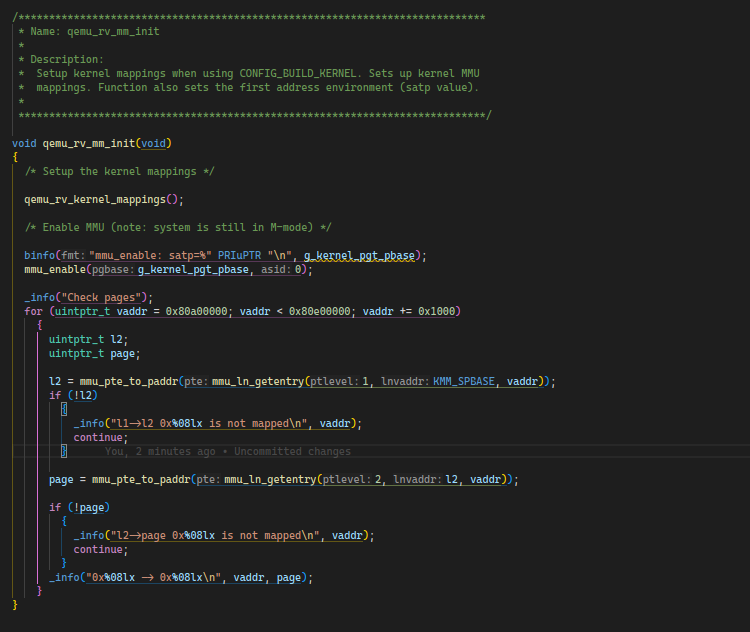 /*****************************************************************************
 * Name: qemu_rv_mm_init
 *
 * Description:
 *  Setup kernel mappings when using CONFIG_BUILD_KERNEL. Sets up kernel MMU
 *  mappings. Function also sets the first address environment (satp value).
 *
 *****************************************************************************/
void qemu_rv_mm_init(void)
{
  /* Setup the kernel mappings */
  qemu_rv_kernel_mappings();
  /* Enable MMU (note: system is still in M-mode) */
  binfo(fmt: "mmu_enable: satp=%" PRIuPTR "\n", g_kernel_pgt_pbase);
  mmu_enable(pgbase: g_kernel_pgt_pbase, asid: 0);
  _info("Check pages");
  for (uintptr_t vaddr = 0x80a00000; vaddr < 0x80e00000; vaddr += 0x1000)
    {
      uintptr_t l2;
      uintptr_t page;
      l2 = mmu_pte_to_paddr(pte: mmu_ln_getentry(ptlevel: 1, lnvaddr: KMM_SPBASE, vaddr));
      if (!l2)
        {
          _info("l1->l2 0x%08lx is not mapped\n", vaddr);
          continue;
        }      You, 2 minutes ago • Uncommitted changes
      page = mmu_pte_to_paddr(pte: mmu_ln_getentry(ptlevel: 2, lnvaddr: l2, vaddr));
      if (!page)
        {
          _info("l2->page 0x%08lx is not mapped\n", vaddr);
          continue;
        }
      _info("0x%08lx -> 0x%08lx\n", vaddr, page);
    }
}